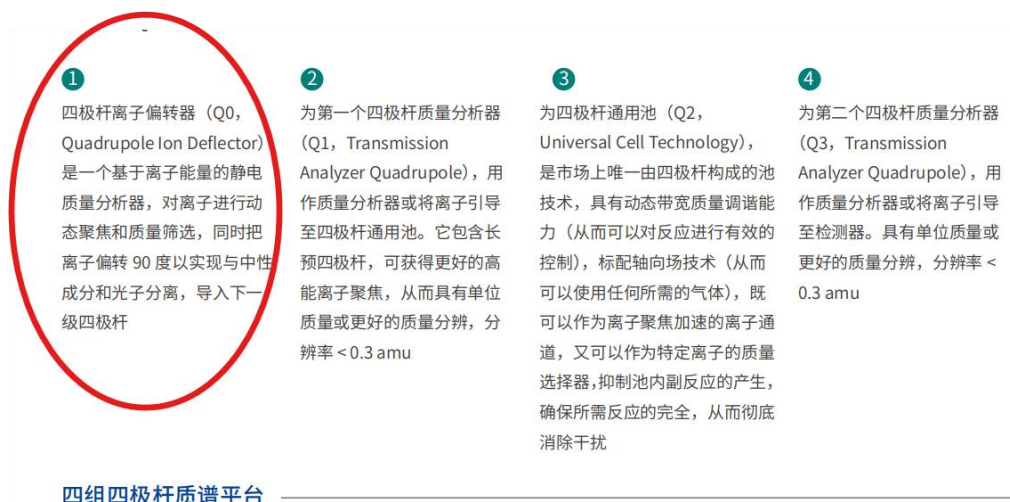 1
四极杆离子偏转器（Q0，
Quadrupole Ion Deflector）
是一个基于离子能量的静电
质量分析器，对离子进行动
态聚焦和质量筛选，同时把
离子偏转 90 度以实现与中性
成分和光子分离，导入下一
级四极杆
2
为第一个四极杆质量分析器
（Q1，Transmission
Analyzer Quadrupole），用
作质量分析器或将离子引导
至四极杆通用池。它包含长
预四极杆，可获得更好的高
能离子聚焦，从而具有单位
质量或更好的质量分辨，分
辨率 < 0.3 amu
3
为四极杆通用池（Q2，
Universal Cell Technology），
是市场上唯一由四极杆构成的池
技术，具有动态带宽质量调谐能
力（从而可以对反应进行有效的
控制），标配轴向场技术（从而
可以使用任何所需的气体），既
可以作为离子聚焦加速的离子通
道，又可以作为特定离子的质量
选择器,抑制池内副反应的产生，
确保所需反应的完全，从而彻底
消除干扰
4
为第二个四极杆质量分析器
（Q3，Transmission
Analyzer Quadrupole），用
作质量分析器或将离子引导
至检测器。具有单位质量或
更好的质量分辨，分辨率 <
0.3 amu
四组四极杆质谱平台